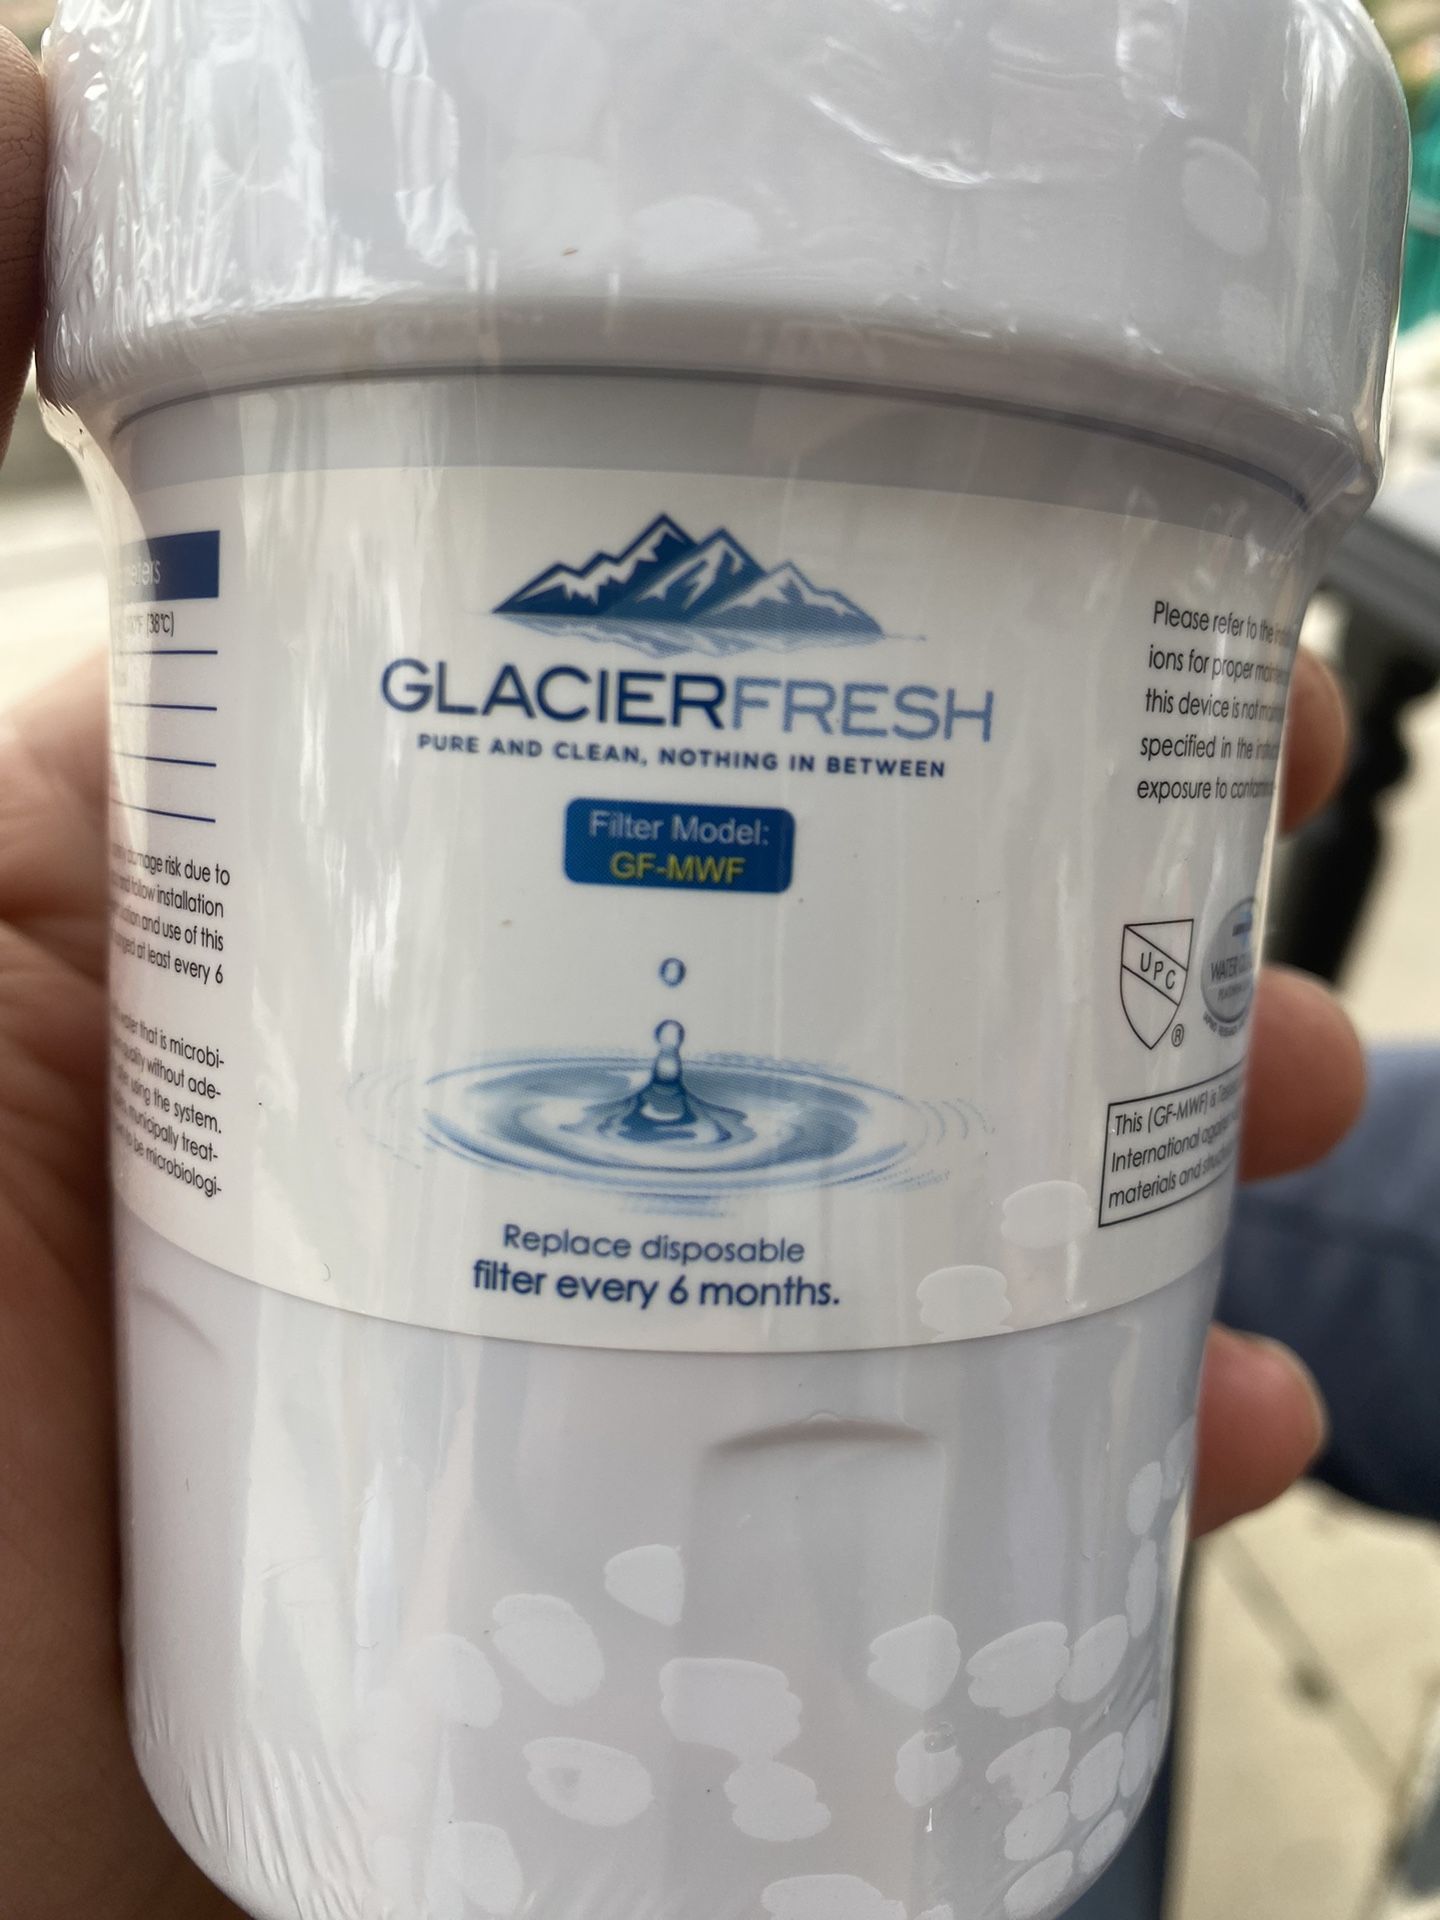 GLACIERFRESH
PURE AND CLEAN, NOTHING IN BETWEEN
Filter Model:
GF-MWF
Replace disposable
filter every 6 months.
(38°C)
risk due to
follow installation
and use of this
at least every 6
that is microbi-
quality without ade-
using the system.
municipally treat-
be microbiologi-
Please refer to the
ions for proper
this device is not
specified in the
exposure to
UPC
®
WATER
This (GF-MWF) is
International
materials and